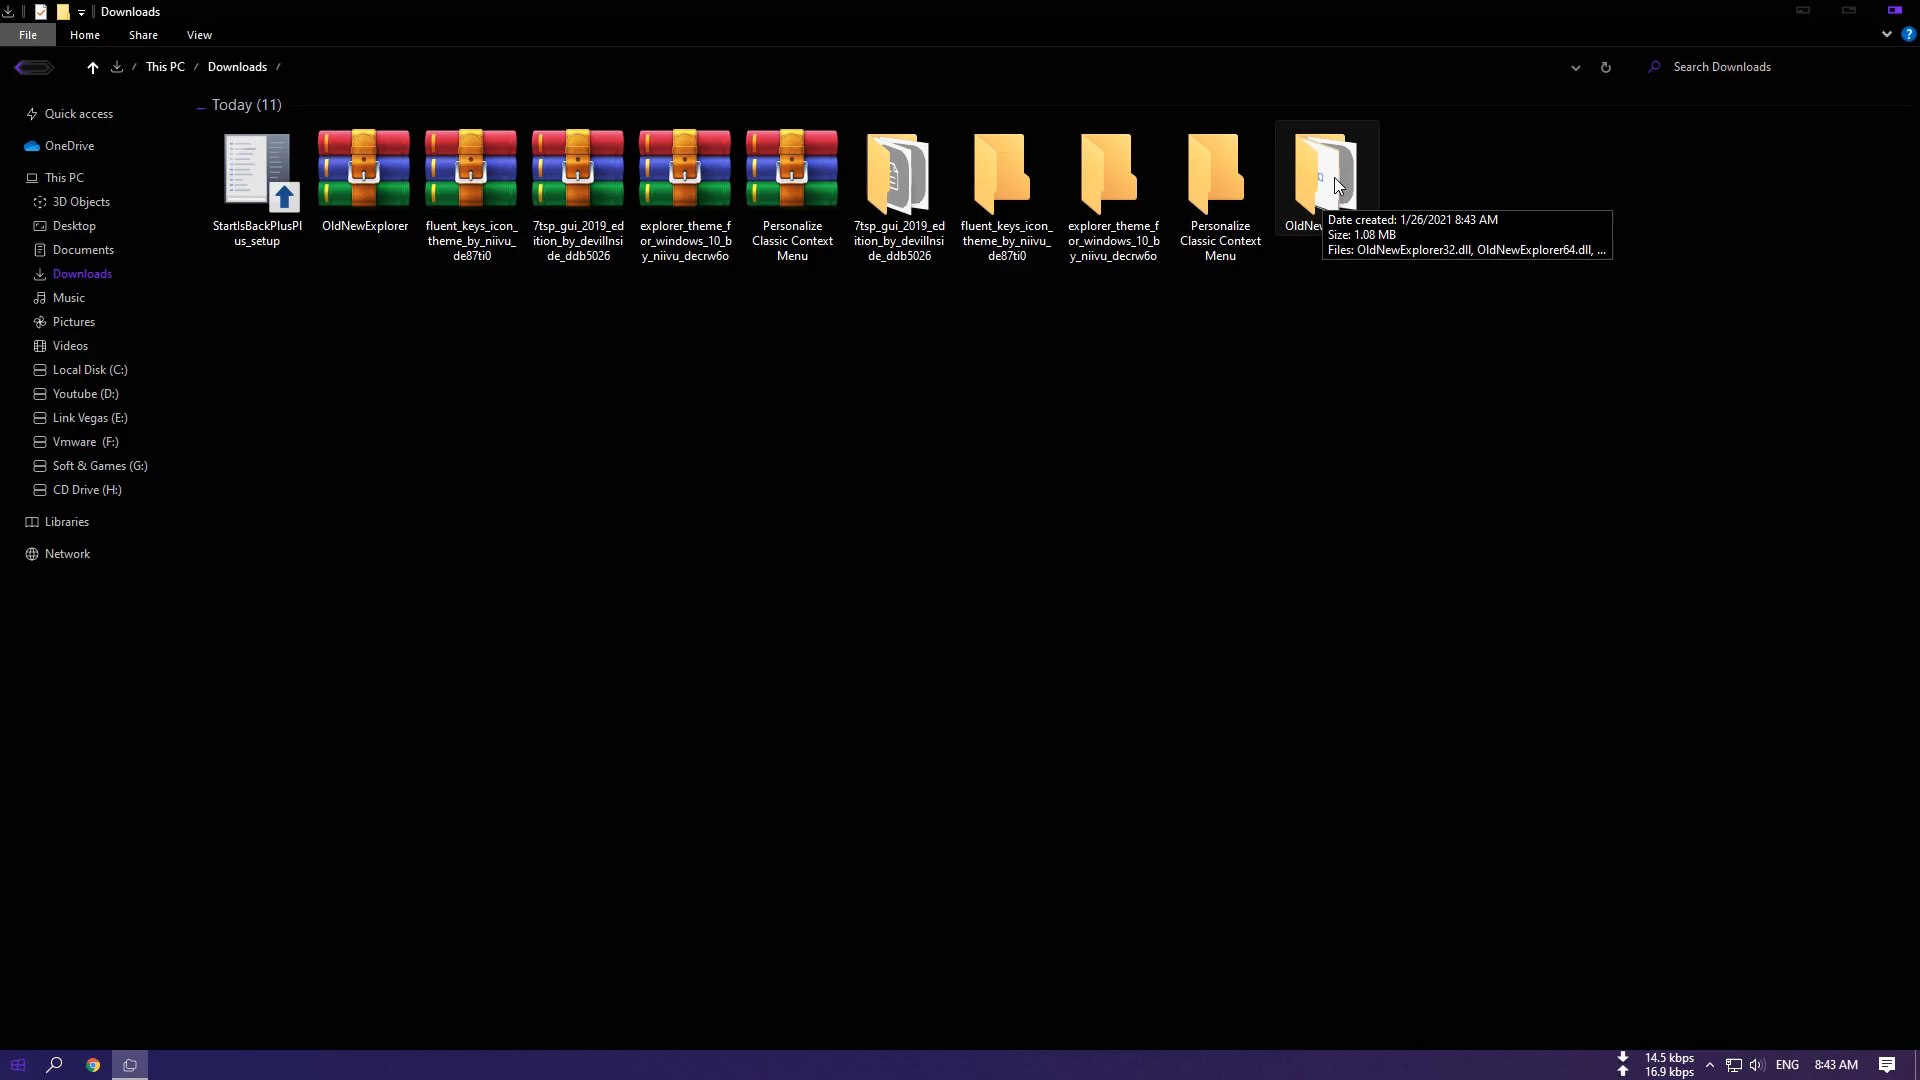 Downloads
File Home Share View
/ This PC / Downloads /
Search Downloads
Quick access
OneDrive
This PC
3D Objects
Desktop
Documents
Downloads
Music
Pictures
Videos
Local Disk (C:)
Youtube (D:)
Link Vegas (E:)
Vmware (F:)
Soft & Games (G:)
CD Drive (H:)
Libraries
Network
Today (11)
StartIsBackPlusPl
us_setup
OldNewExplorer
fluent_keys_icon_
theme_by_niivu_
de87ti0
7tsp_gui_2019_ed
ition_by_devillnsi
de_ddb5026
explorer_theme_f
or_windows_10_b
y_niivu_decrw6o
Personalize
Classic Context
Menu
7tsp_gui_2019_ed
ition_by_devillnsi
de_ddb5026
fluent_keys_icon_
theme_by_niivu_
de87ti0
explorer_theme_f
or_windows_10_b
y_niivu_decrw6o
Personalize
Classic Context
Menu
OldNew
Date created: 1/26/2021 8:43 AM
Size: 1.08 MB
Files: OldNewExplorer32.dll, OldNewExplorer64.dll, ...
14.5 kbps
16.9 kbps
ENG
8:43 AM